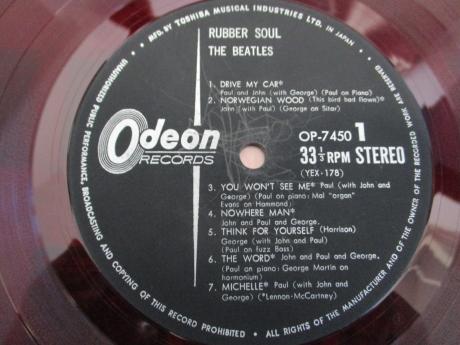 MFD. BY TOSHIBA MUSICAL INDUSTRIES LTD. IN JAPAN
RUBBER SOUL
THE BEATLES
1. DRIVE MY CAR*
Paul and John (with George) (Paul on Piano)
2. NORWEGIAN WOOD (This bird has flown)*
John (with Paul) (George on Sitar)
Odeon
RECORDS
OP-7450 1
33 1/3 RPM STEREO
(YEX-178)
3. YOU WON'T SEE ME* Paul (with John and
George) (Paul on piano: Mal "organ"
Evans on Hammond)
4. NOWHERE MAN*
John and Paul and George.
5. THINK FOR YOURSELF (Harrison)
George (with John and Paul)
(Paul on fuzz Bass)
6. THE WORD* John and Paul and George.
(Paul on piano: George Martin on
harmonium)
7. MICHELLE* Paul (with John and
George) (*Lennon-McCartney)
UNAUTHORIZED PUBLIC PERFORMANCE, BROADCASTING AND COPYING OF THIS RECORD PROHIBITED • ALL RIGHTS OF THE MANUFACTURER AND OF THE OWNER OF THE RECORDED WORK ARE RESERVED